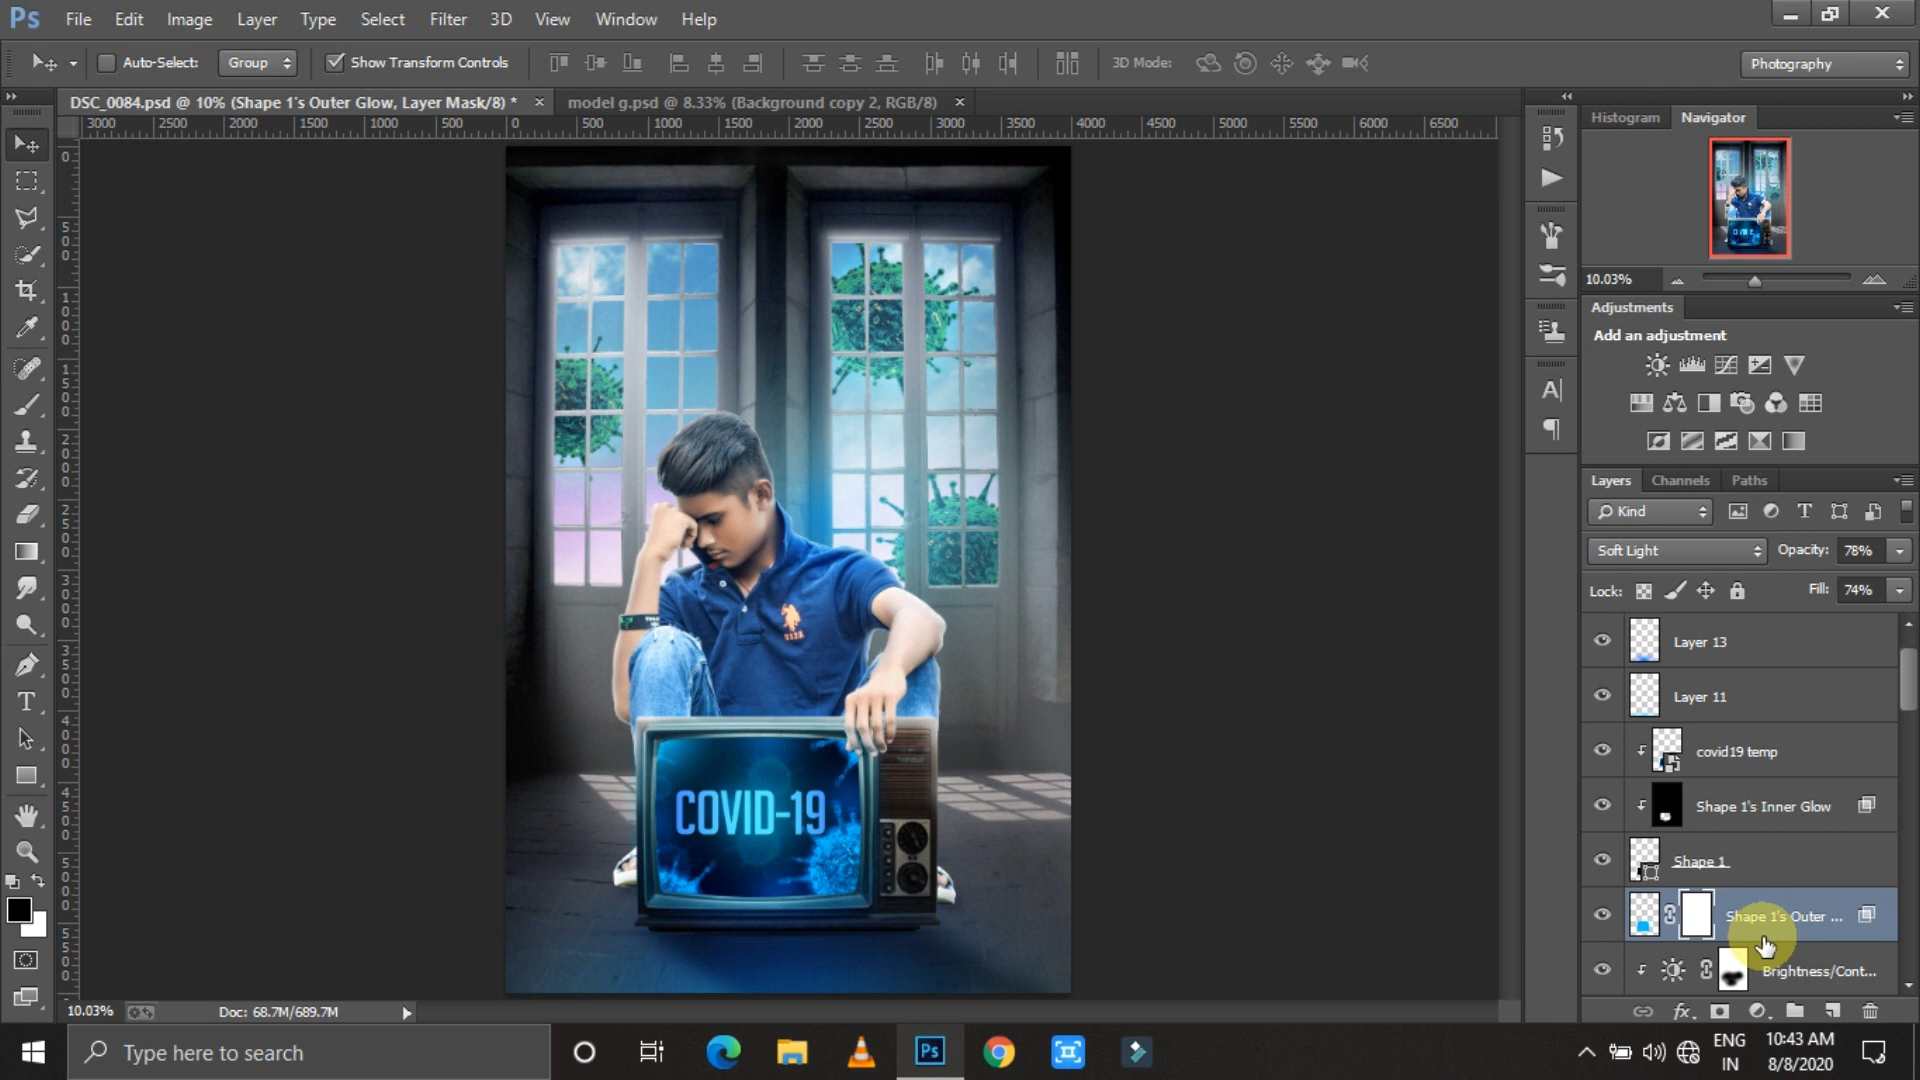 Ps File Edit Image Layer Type Select Filter 3D View Window Help
Auto-Select: Group Show Transform Controls 3D Mode: Photography
DSC_0084.psd @ 10% (Shape 1's Outer Glow, Layer Mask/8) * × model g.psd @ 8.33% (Background copy 2, RGB/8) ×
3000 2500 2000 1500 1000 500 0 500 1000 1500 2000 2500 3000 3500 4000 4500 5000 5500 6000 6500
Histogram Navigator
10.03%
Adjustments
Add an adjustment
Layers Channels Paths
Kind
Soft Light Opacity: 78%
Lock: Fill: 74%
Layer 13
Layer 11
covid19 temp
Shape 1's Inner Glow
Shape 1
Shape 1's Outer ...
Brightness/Cont...
COVID-19
10.03% Doc: 68.7M/689.7M
Type here to search
Ps
ENG
IN
10:43 AM
8/8/2020